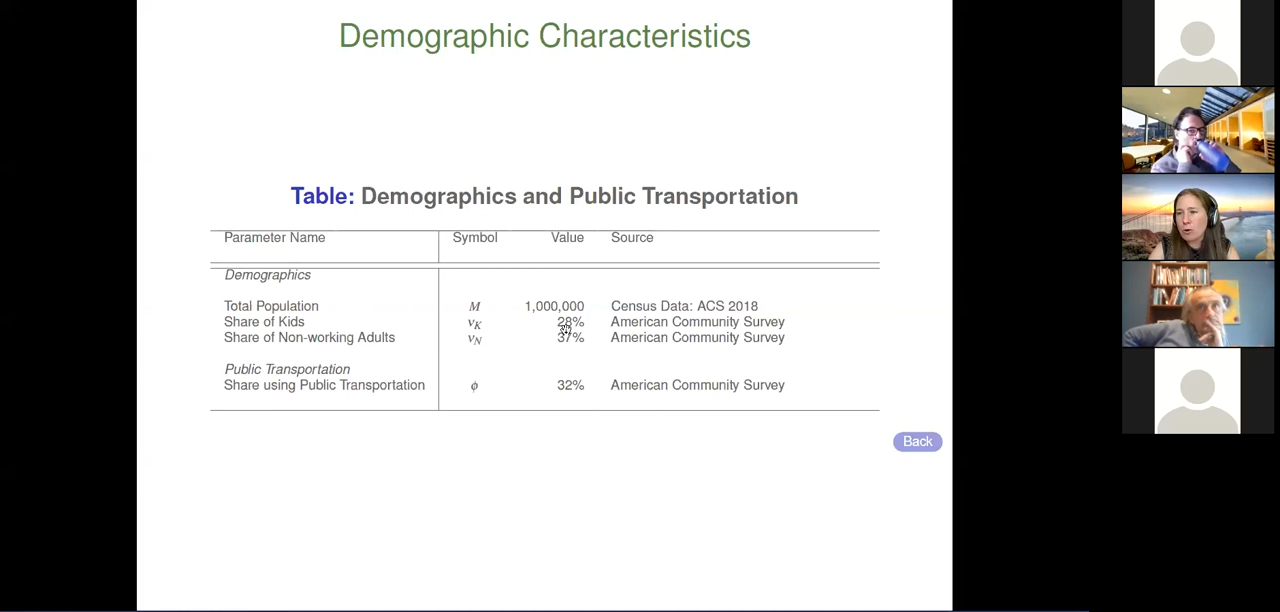 Demographic Characteristics
Table: Demographics and Public Transportation
Parameter Name Symbol Value Source
Demographics
Total Population M 1,000,000 Census Data: ACS 2018
Share of Kids νK 28% American Community Survey
Share of Non-working Adults νN 37% American Community Survey
Public Transportation
Share using Public Transportation ϕ 32% American Community Survey
Back